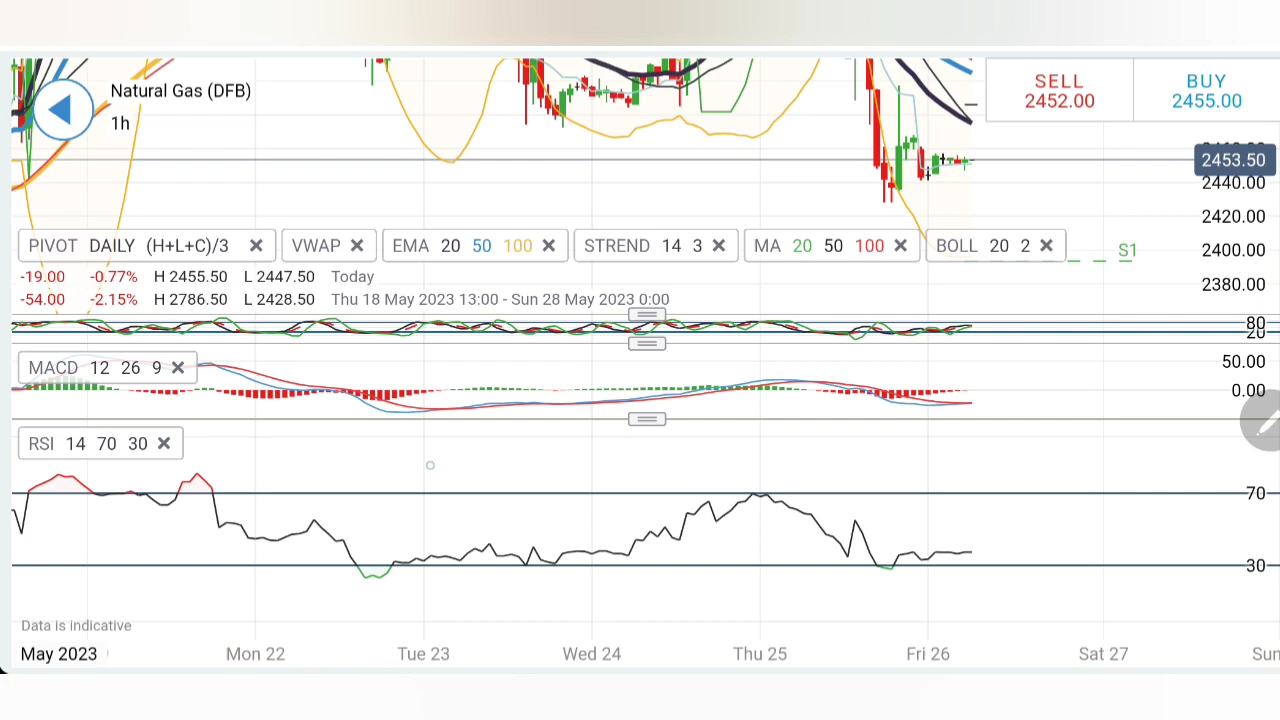 Natural Gas (DFB)
1h
SELL
2452.00
BUY
2455.00
2453.50
2440.00
2420.00
2400.00
2380.00
S1
PIVOT DAILY (H+L+C)/3
VWAP
EMA 20 50 100
STREND 14 3
MA 20 50 100
BOLL 20 2
-19.00 -0.77% H 2455.50 L 2447.50 Today
-54.00 -2.15% H 2786.50 L 2428.50 Thu 18 May 2023 13:00 - Sun 28 May 2023 0:00
80
20
MACD 12 26 9
50.00
0.00
RSI 14 70 30
70
30
Data is indicative
May 2023 Mon 22 Tue 23 Wed 24 Thu 25 Fri 26 Sat 27 Sun